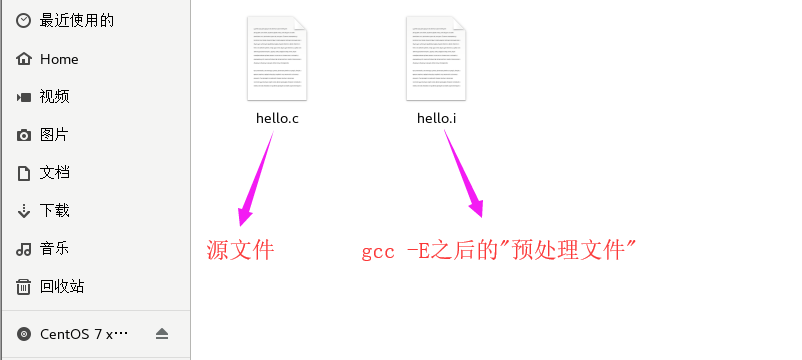 最近使用的
Home
视频
图片
文档
下载
音乐
回收站
CentOS 7 x···
hello.c
hello.i
源文件
gcc -E之后的"预处理文件"